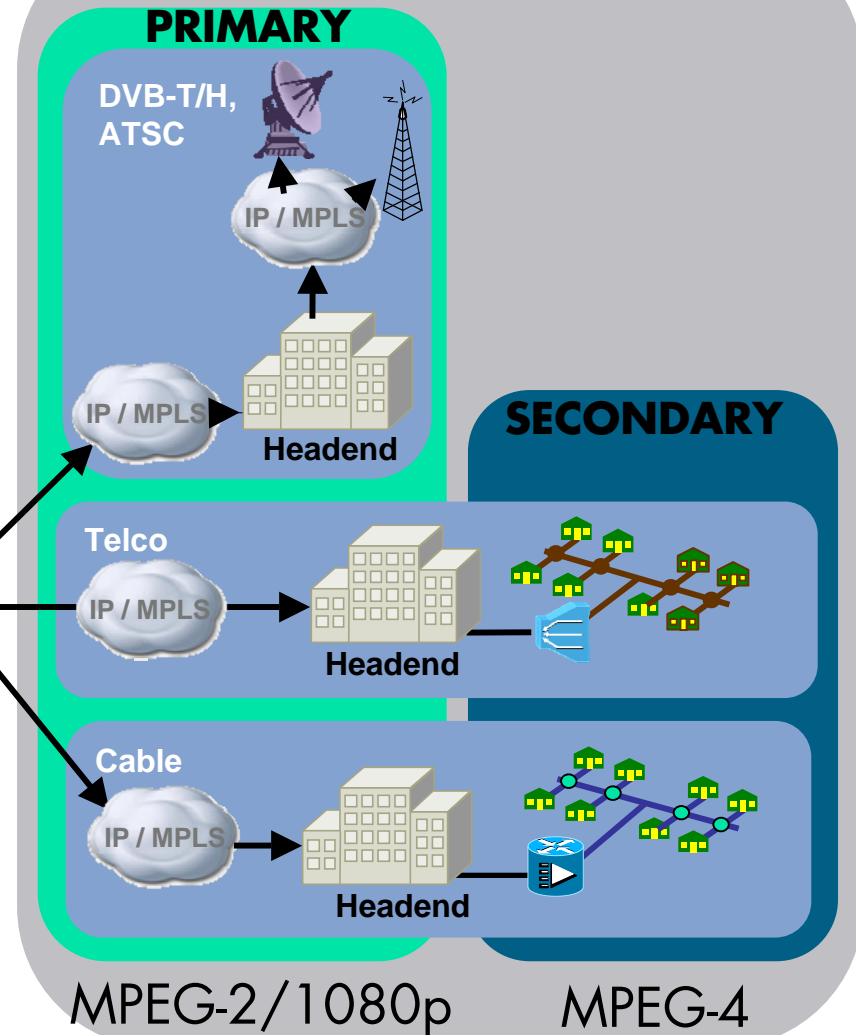 PRIMARY
DVB-T/H,
ATSC
IP / MPLS
IP / MPLS
Headend
SECONDARY
Telco
IP / MPLS
Headend
Cable
IP / MPLS
Headend
MPEG-2/1080p
MPEG-4